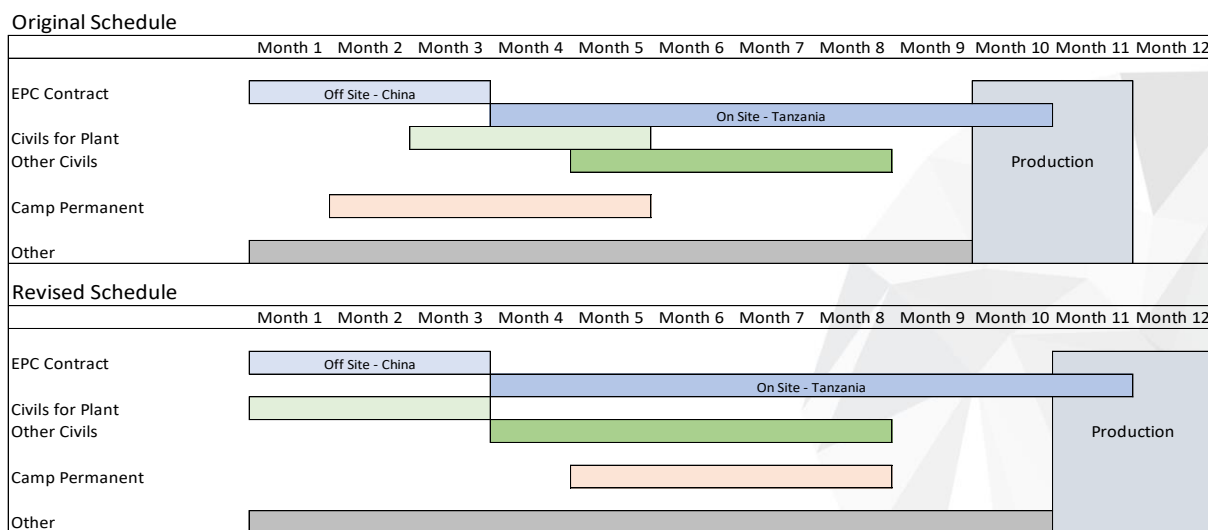 Original Schedule
Month 1 Month 2 Month 3 Month 4 Month 5 Month 6 Month 7 Month 8 Month 9 Month 10 Month 11 Month 12
EPC Contract Off Site - China
On Site - Tanzania
Civils for Plant
Other Civils Production
Camp Permanent
Other
Revised Schedule
Month 1 Month 2 Month 3 Month 4 Month 5 Month 6 Month 7 Month 8 Month 9 Month 10 Month 11 Month 12
EPC Contract Off Site - China
On Site - Tanzania
Civils for Plant
Other Civils Production
Camp Permanent
Other